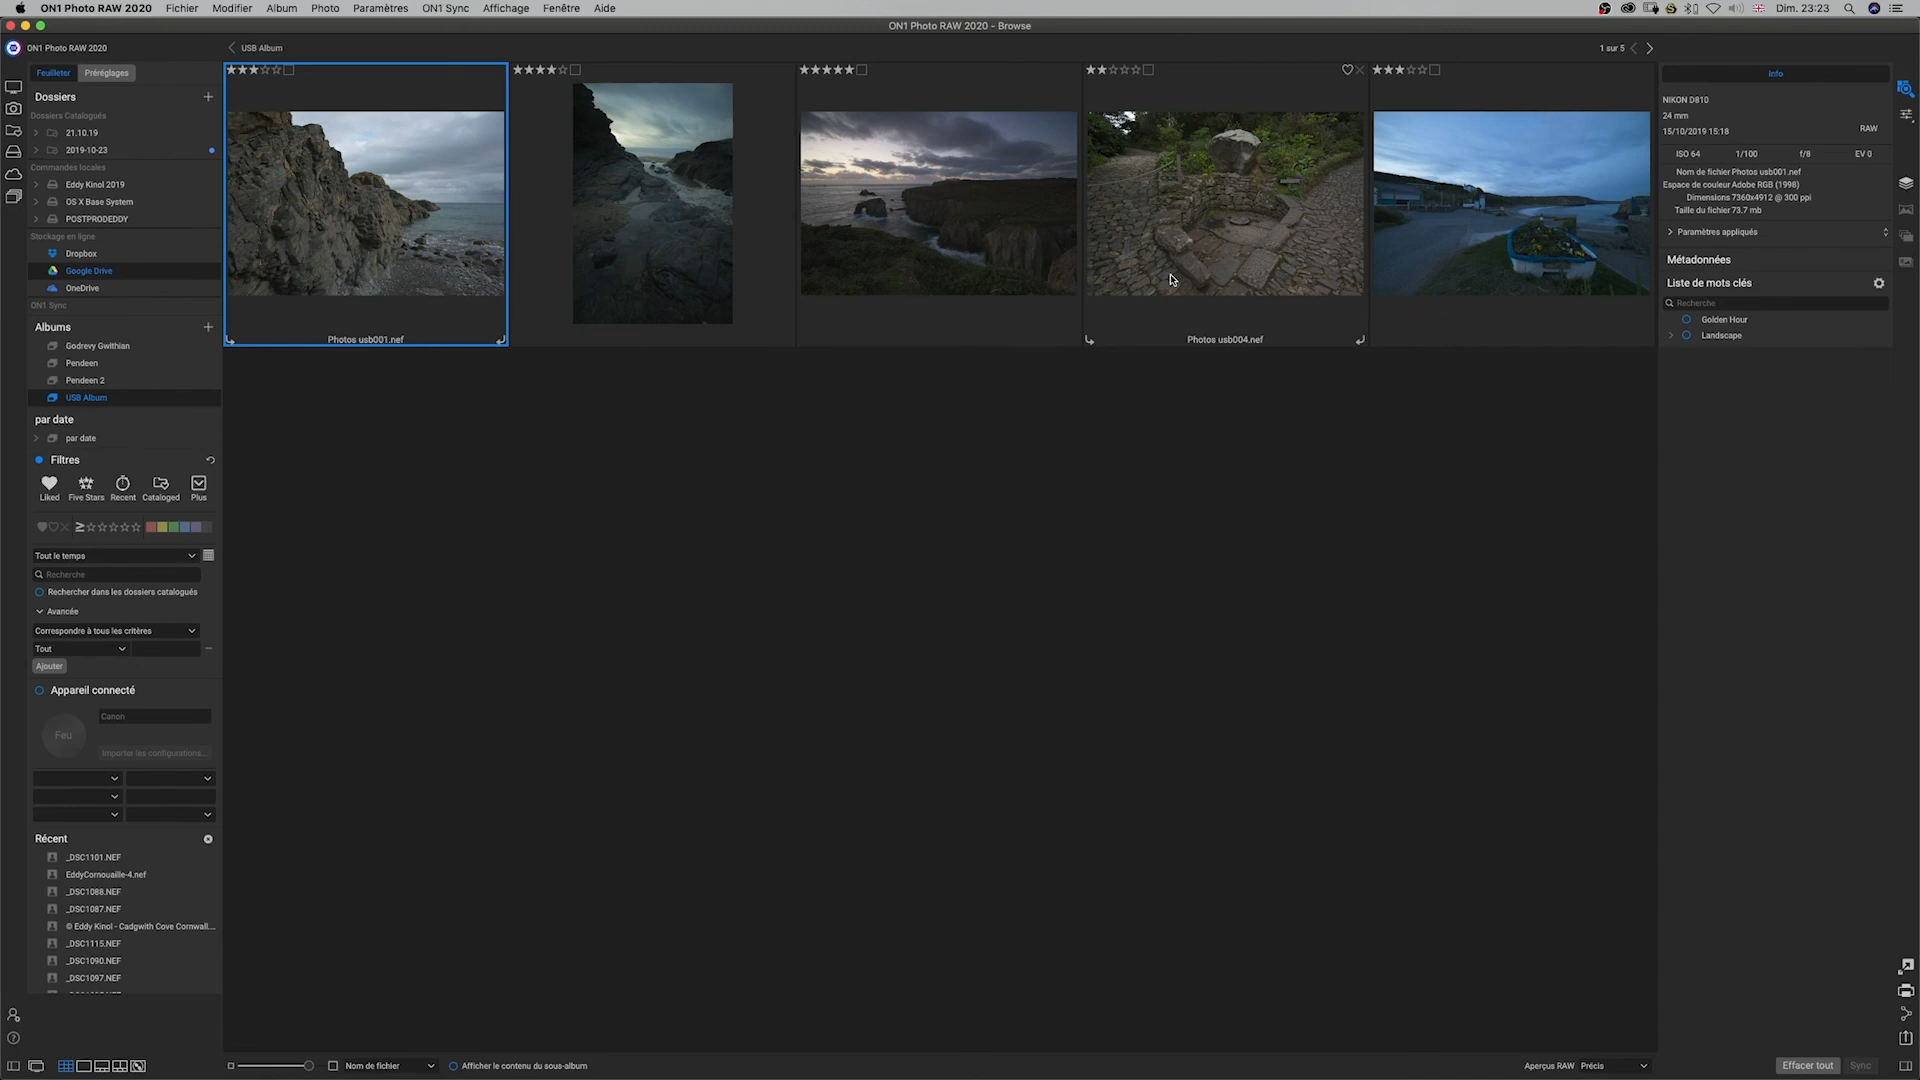 ON1 Photo RAW 2020 Fichier Modifier Album Photo Paramètres ON1 Sync Affichage Fenêtre Aide Dim. 23:23
ON1 Photo RAW 2020 - Browse
ON1 Photo RAW 2020
USB Album
1 sur 5
Feuilleter Préréglages
Dossiers
Dossiers Catalogués
21.10.19
2019-10-23
Commandes locales
Eddy Kinol 2019
OS X Base System
POSTPRODEDDY
Stockage en ligne
Dropbox
Google Drive
OneDrive
ON1 Sync
Albums
Godrevy Gwithian
Pendeen
Pendeen 2
USB Album
par date
par date
Filtres
Liked Five Stars Recent Cataloged Plus
Tout le temps
Recherche
Rechercher dans les dossiers catalogués
Avancée
Correspondre à tous les critères
Tout
Ajouter
Appareil connecté
Canon
Feu
Importer les configurations...
Récent
_DSC1101.NEF
EddyCornouaille-4.nef
_DSC1088.NEF
_DSC1087.NEF
© Eddy Kinol - Cadgwith Cove Cornwall...
_DSC1115.NEF
_DSC1090.NEF
_DSC1097.NEF
Photos usb001.nef
Photos usb004.nef
Info
NIKON D810
24 mm
15/10/2019 15:18
RAW
ISO 64 1/100 f/8 EV 0
Nom de fichier Photos usb001.nef
Espace de couleur Adobe RGB (1998)
Dimensions 7360x4912 @ 300 ppi
Taille du fichier 73.7 mb
Paramètres appliqués
Métadonnées
Liste de mots clés
Recherche
Golden Hour
Landscape
Nom de fichier
Afficher le contenu du sous-album
Aperçus RAW Précis
Effacer tout Sync